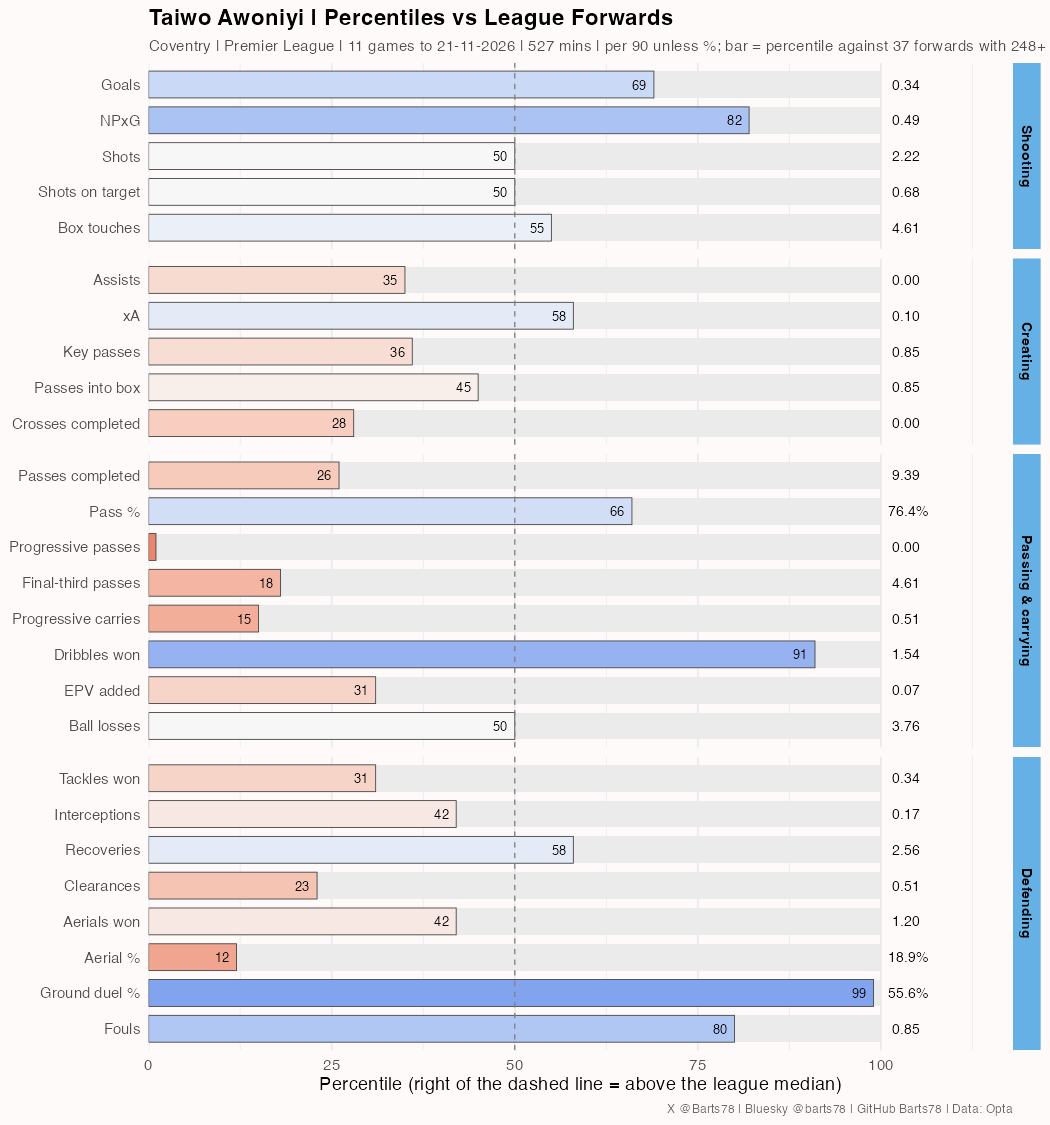 Taiwo Awoniyi | Percentiles vs League Forwards
Coventry | Premier League | 11 games to 21-11-2026 | 527 mins | per 90 unless %; bar = percentile against 37 forwards with 248+
Goals 69 0.34
NPxG 82 0.49
Shots 50 2.22
Shots on target 50 0.68
Box touches 55 4.61
Shooting
Assists 35 0.00
xA 58 0.10
Key passes 36 0.85
Passes into box 45 0.85
Crosses completed 28 0.00
Creating
Passes completed 26 9.39
Pass % 66 76.4%
Progressive passes 0.00
Final-third passes 18 4.61
Progressive carries 15 0.51
Dribbles won 91 1.54
EPV added 31 0.07
Ball losses 50 3.76
Passing & carrying
Tackles won 31 0.34
Interceptions 42 0.17
Recoveries 58 2.56
Clearances 23 0.51
Aerials won 42 1.20
Aerial % 12 18.9%
Ground duel % 99 55.6%
Fouls 80 0.85
Defending
0 25 50 75 100
Percentile (right of the dashed line = above the league median)
X @Barts78 | Bluesky @barts78 | GitHub Barts78 | Data: Opta